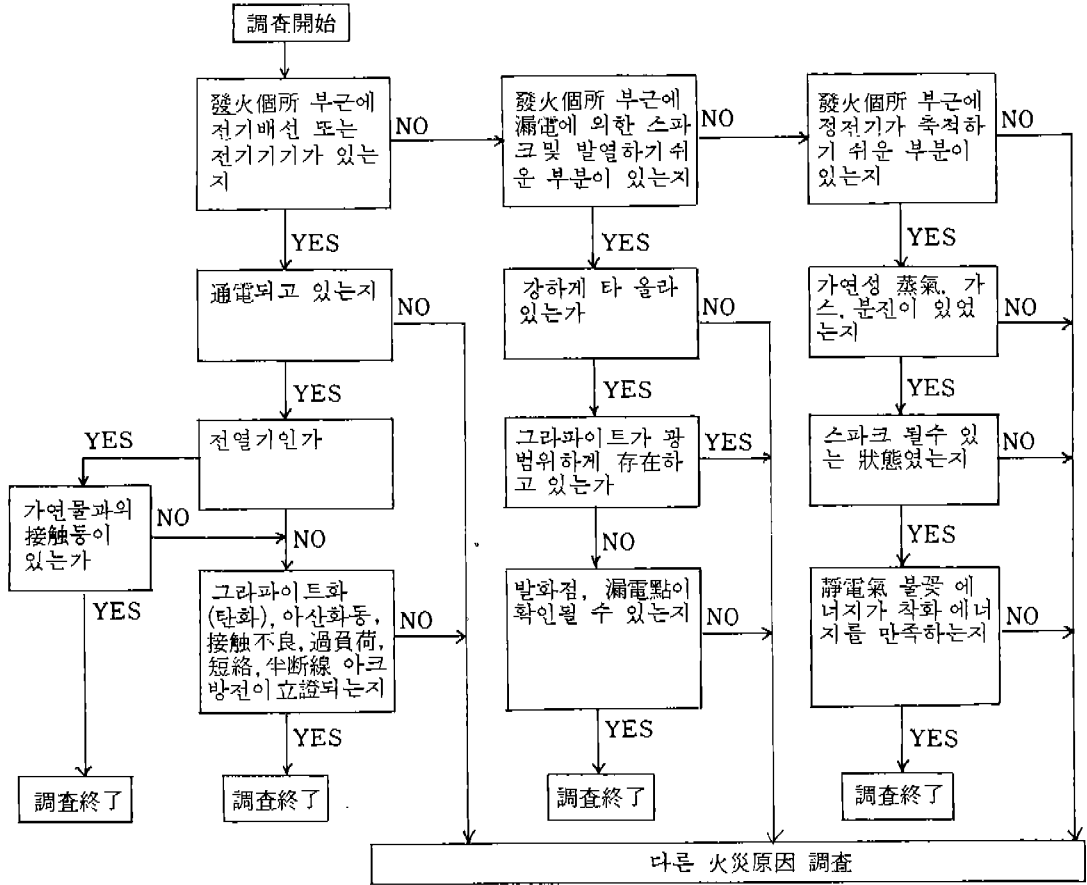 調査開始
發火個所 부근에
전기배선 또는
전기기기가 있는
지
NO
發火個所 부근에
漏電에 의한 스파
크및 발열하기쉬
운 부분이 있는지
NO
發火個所 부근에
정전기가 축적하
기 쉬운 부분이
있는지
NO
YES
YES
YES
通電되고 있는지
NO
강하게 타 올라
있는가
NO
가연성 蒸氣, 가
스, 분진이 있었
는지
NO
YES
YES
YES
YES
전열기인가
그라파이트가 광
범위하게 存在하
고 있는가
YES
스파크 될수 있
는 狀態였는지
NO
가연물과의
接触등이
있는가
NO
NO
NO
YES
YES
그라파이트화
(탄화), 아산화동,
接触不良, 過負荷,
短絡, 半断線 아크
방전이 立證되는지
NO
발화점, 漏電點이
확인될 수 있는지
NO
靜電氣 불꽃 에
너지가 착화 에너
지를 만족하는지
NO
YES
YES
YES
調査終了
調査終了
調査終了
調査終了
다른 火災原因 調査